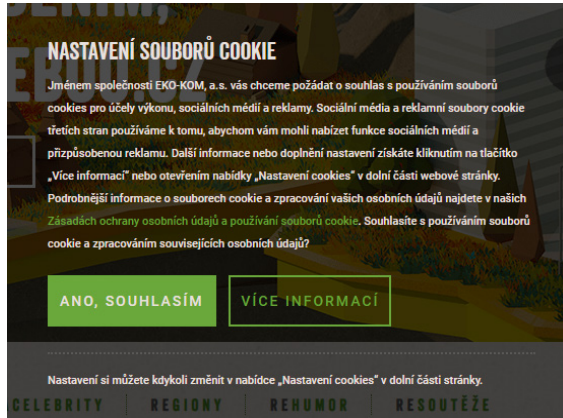 DENÍM,
NASTAVENÍ SOUBORŮ COOKIE
Jménem společnosti EKO-KOM, a.s. vás chceme požádat o souhlas s používáním souborů
cookies pro účely výkonu, sociálních médií a reklamy. Sociální média a reklamní soubory cookie
třetích stran používáme k tomu, abychom vám mohli nabízet funkce sociálních médií a
přizpůsobenou reklamu. Další informace nebo doplnění nastavení získáte kliknutím na tlačítko
„Více informací" nebo otevřením nabídky „Nastavení cookies" v dolní části webové stránky.
Podrobnější informace o souborech cookie a zpracování vašich osobních údajů najdete v našich
Zásadách ochrany osobních údajů a používání souborů cookie. Souhlasíte s používáním souborů
cookie a zpracováním souvisejících osobních údajů?
ANO, SOUHLASÍM
VÍCE INFORMACÍ
Nastavení si můžete kdykoli změnit v nabídce „Nastavení cookies" v dolní části stránky.
CELEBRITY REGIONY REHUMOR RESOUTĚŽE